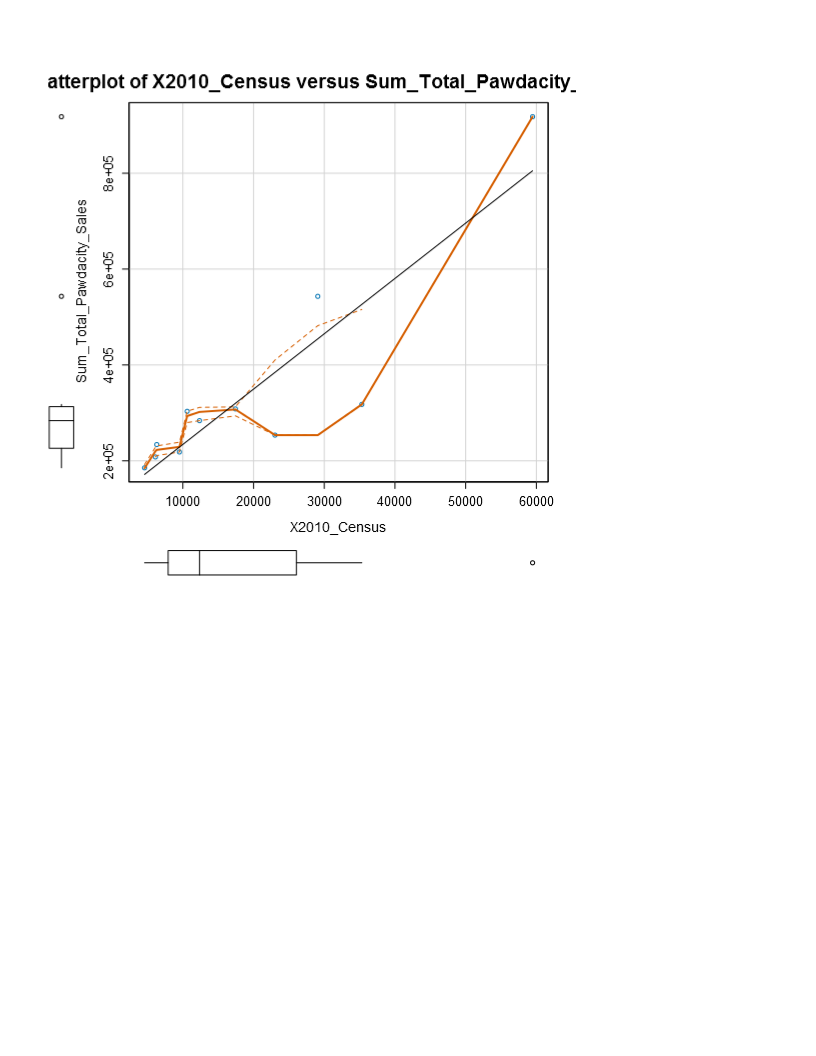 atterplot of X2010_Census versus Sum_Total_Pawdacity_
Sum_Total_Pawdacity_Sales
8e+05
6e+05
4e+05
2e+05
10000 20000 30000 40000 50000 60000
X2010_Census